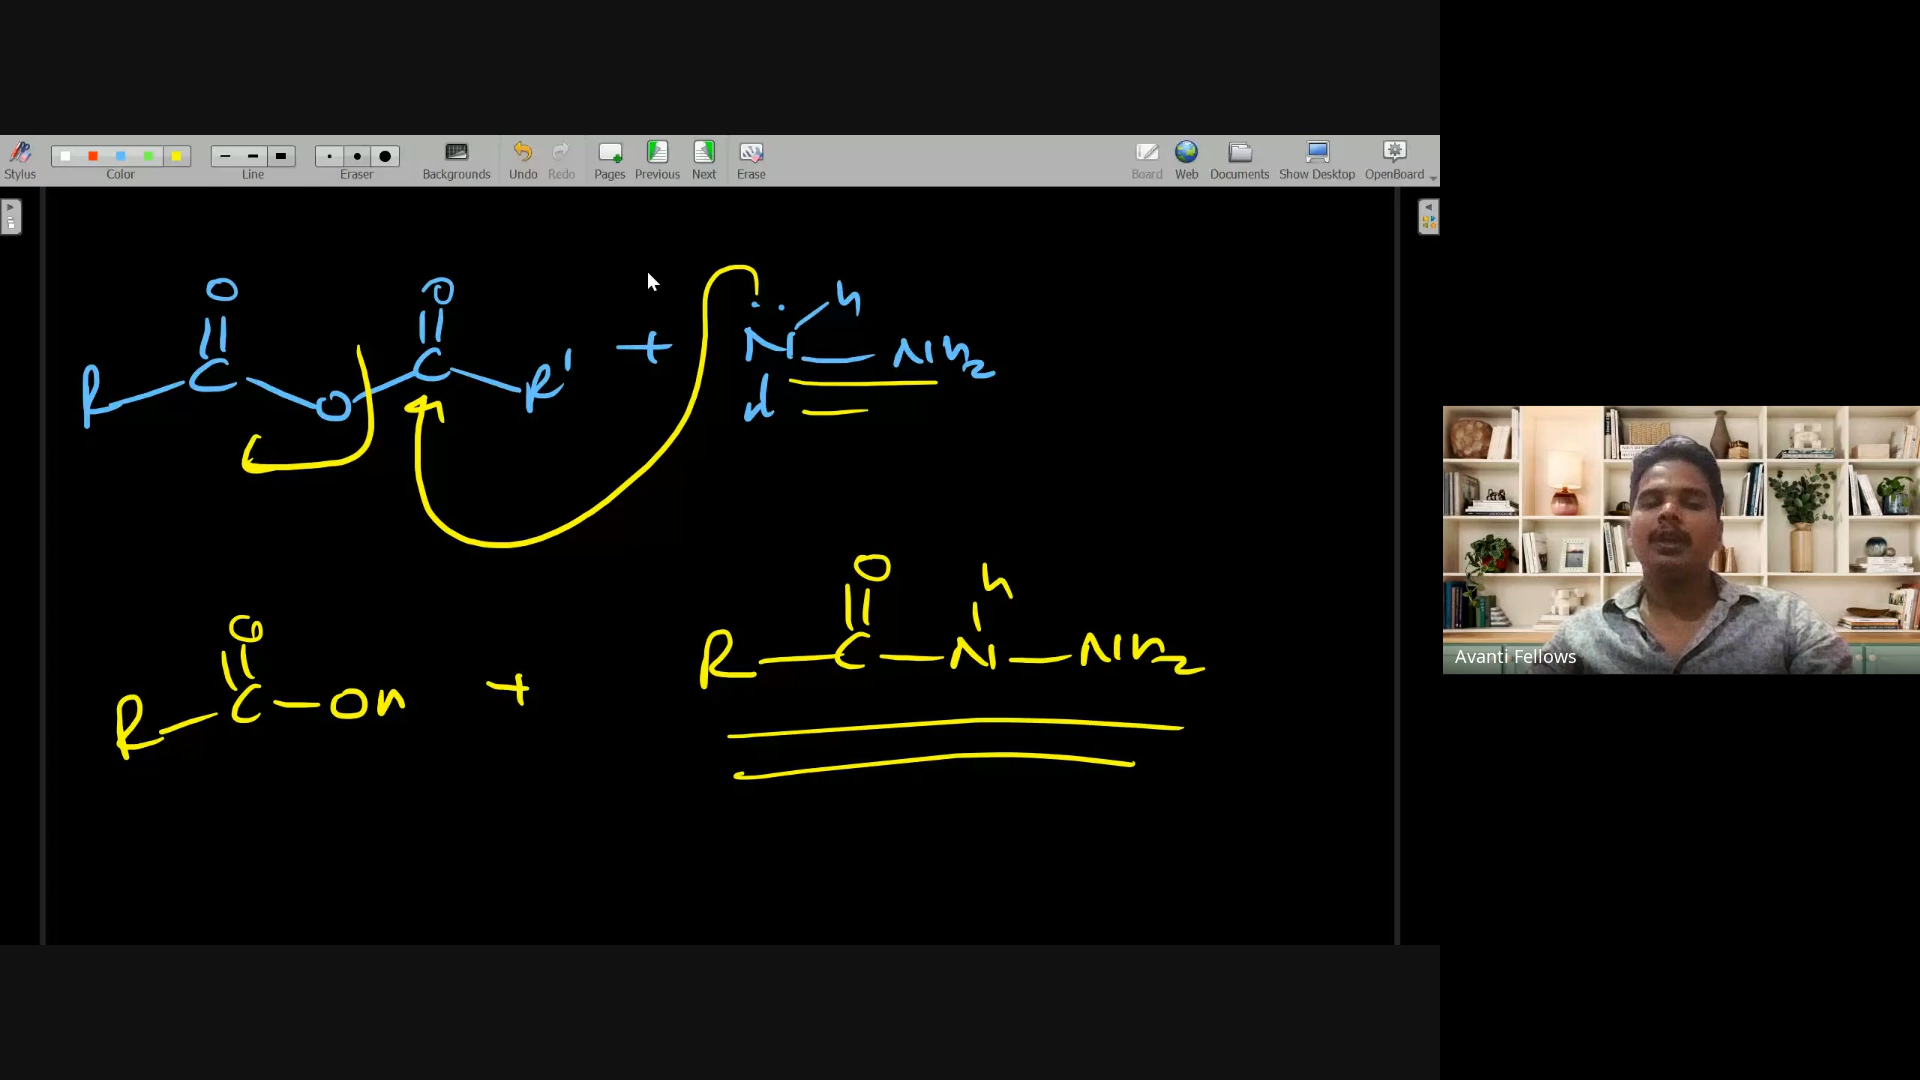 Stylus Color Line Eraser Backgrounds Undo Redo Pages Previous Next Erase Board Web Documents Show Desktop OpenBoard
O O
|| || H
R—C—O—C—R' + N—NH2
H
O O H
|| || |
R—C—OH + R—C—N—NH2
Avanti Fellows